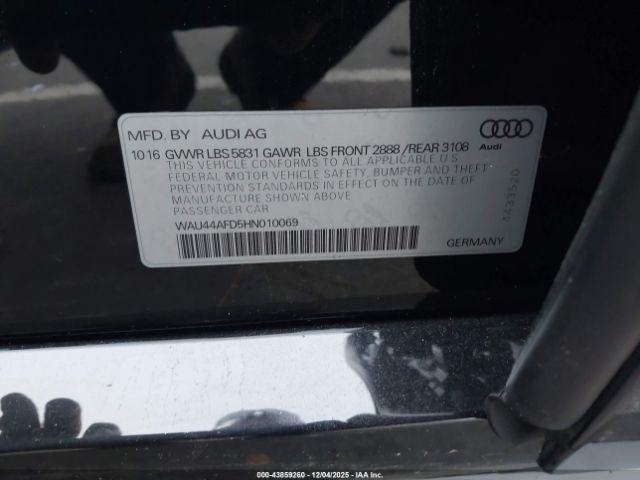 MFD. BY AUDI AG
10 16 GVWR LBS 5831 GAWR LBS FRONT 2888 / REAR 3108
THIS VEHICLE CONFORMS TO ALL APPLICABLE U S
FEDERAL MOTOR VEHICLE SAFETY, BUMPER AND THEFT
PREVENTION STANDARDS IN EFFECT ON THE DATE OF
MANUFACTURE SHOWN ABOVE
PASSENGER CAR
WAU44AFD5HN010069
Audi
4433520
GERMANY
000-43859260 - 12/04/2025 - IAA Inc.